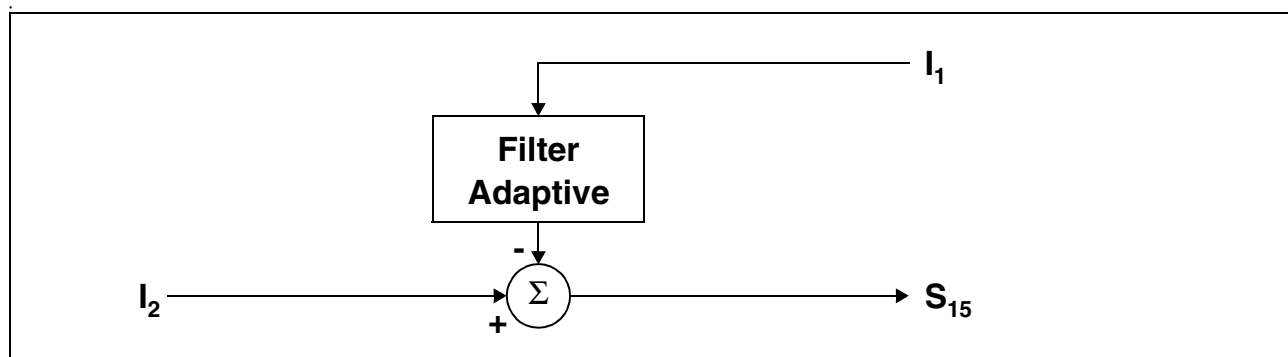 I₁
Filter
Adaptive
-
I₂
Σ
S₁₅
+